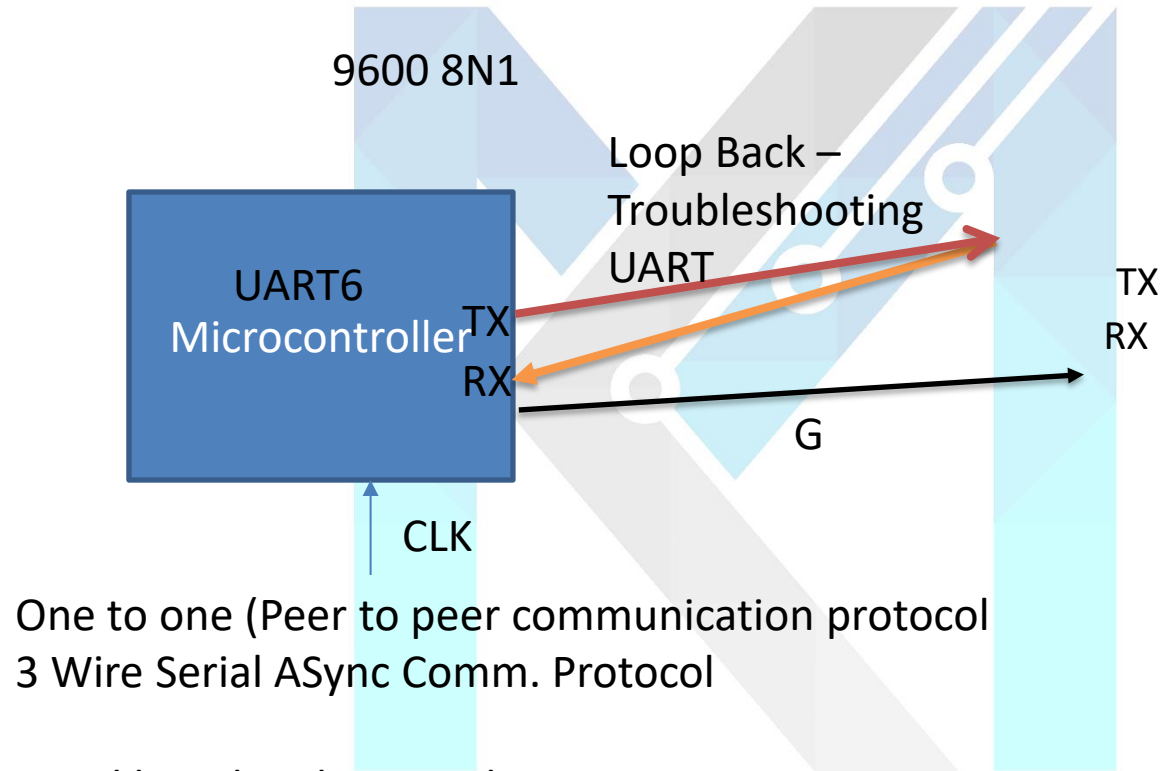 9600 8N1
Loop Back –
Troubleshooting
UART
UART6
Microcontroller
TX
RX
TX
RX
G
CLK
One to one (Peer to peer communication protocol
3 Wire Serial ASync Comm. Protocol